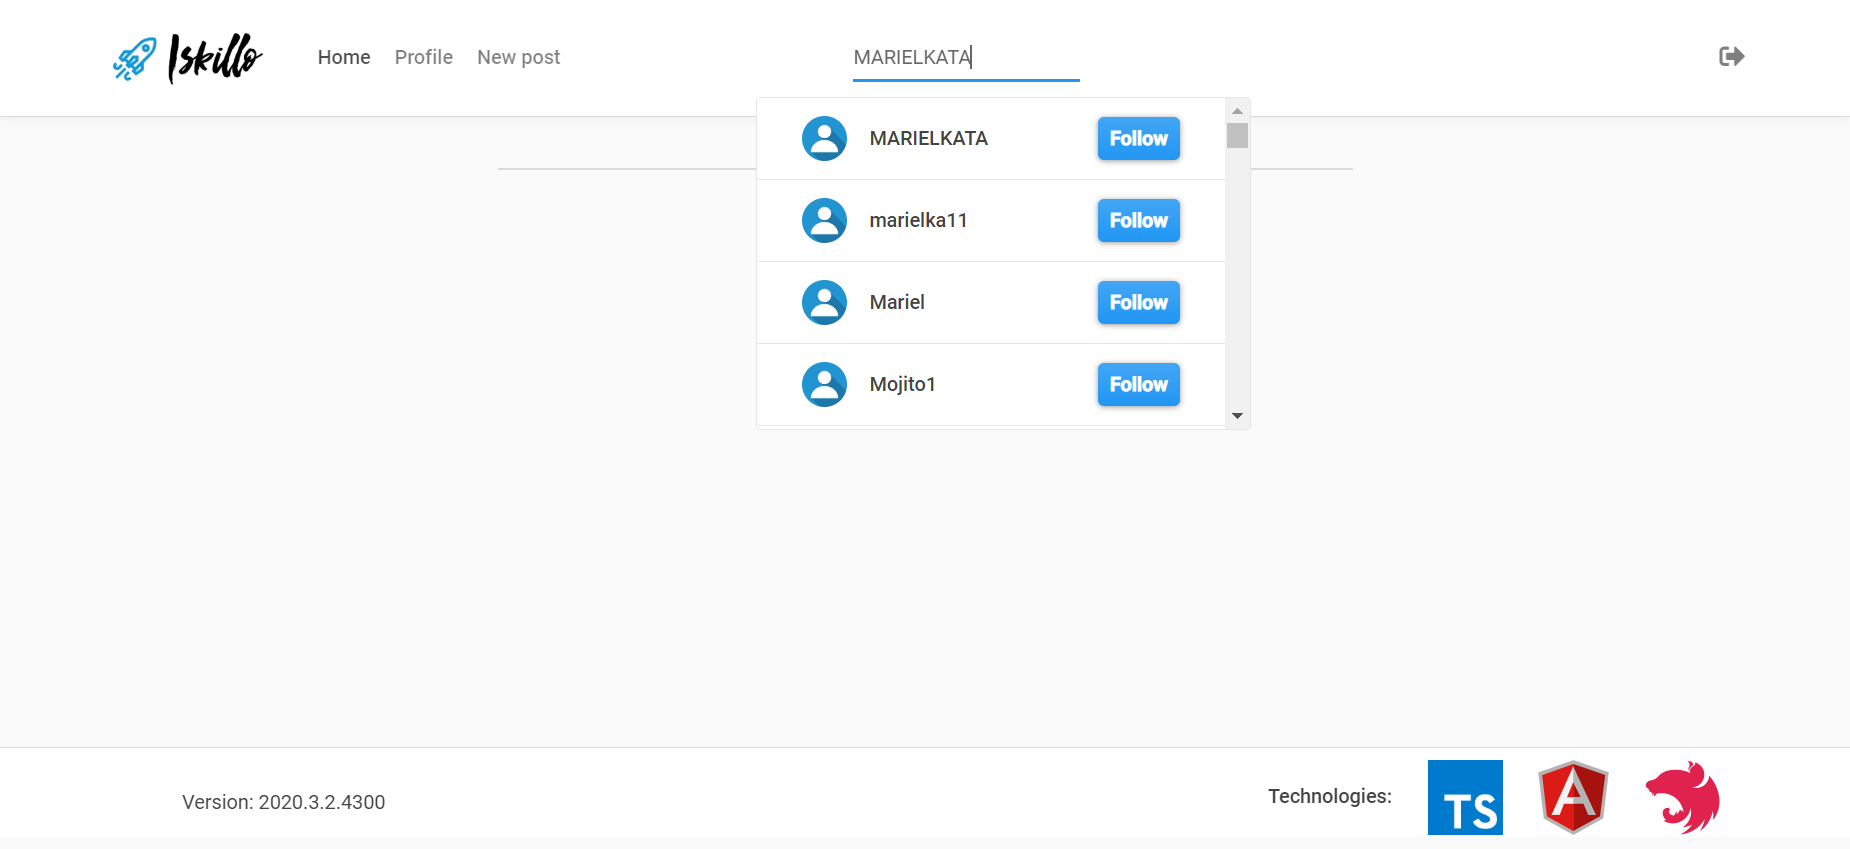 Iskillo Home Profile New post MARIELKATA
MARIELKATA Follow
marielka11 Follow
Mariel Follow
Mojito1 Follow
Version: 2020.3.2.4300 Technologies: TS A